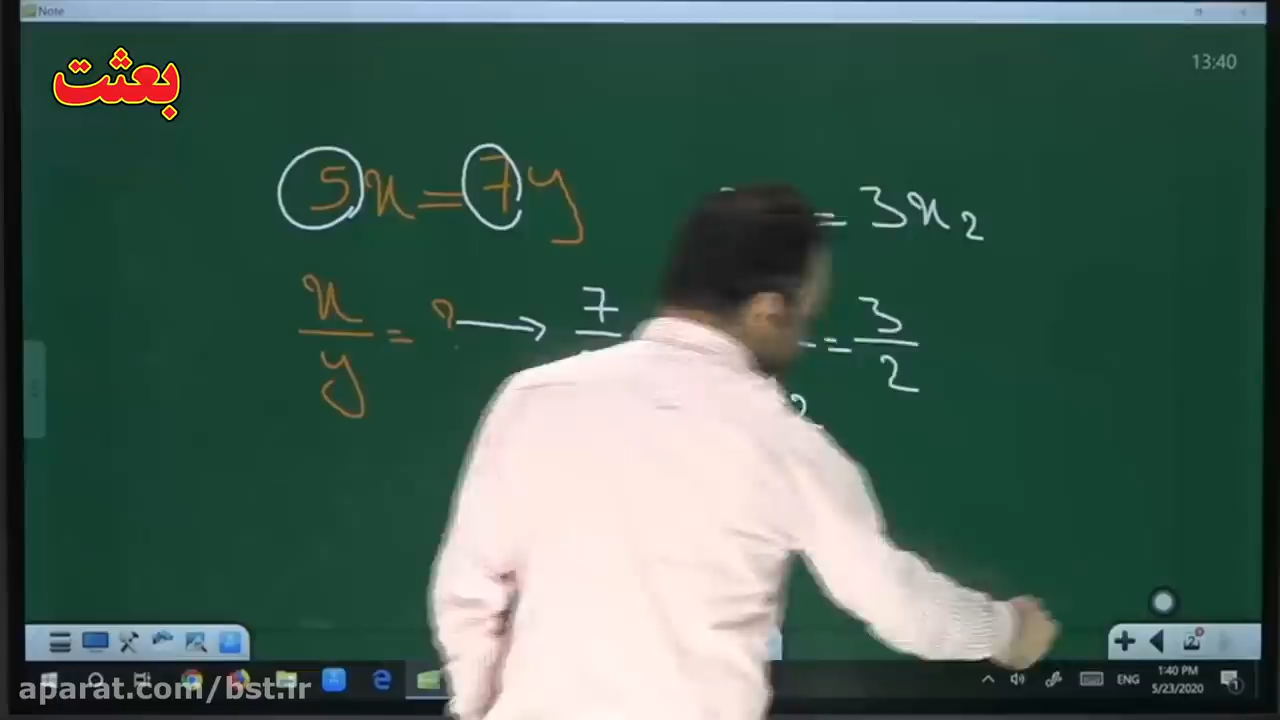 Note
بعثت
13:40
5x = 7y
= 3x₂
x/y = ? → 7
= 3/2
ENG
1:40 PM
5/23/2020
aparat.com/bst.ir